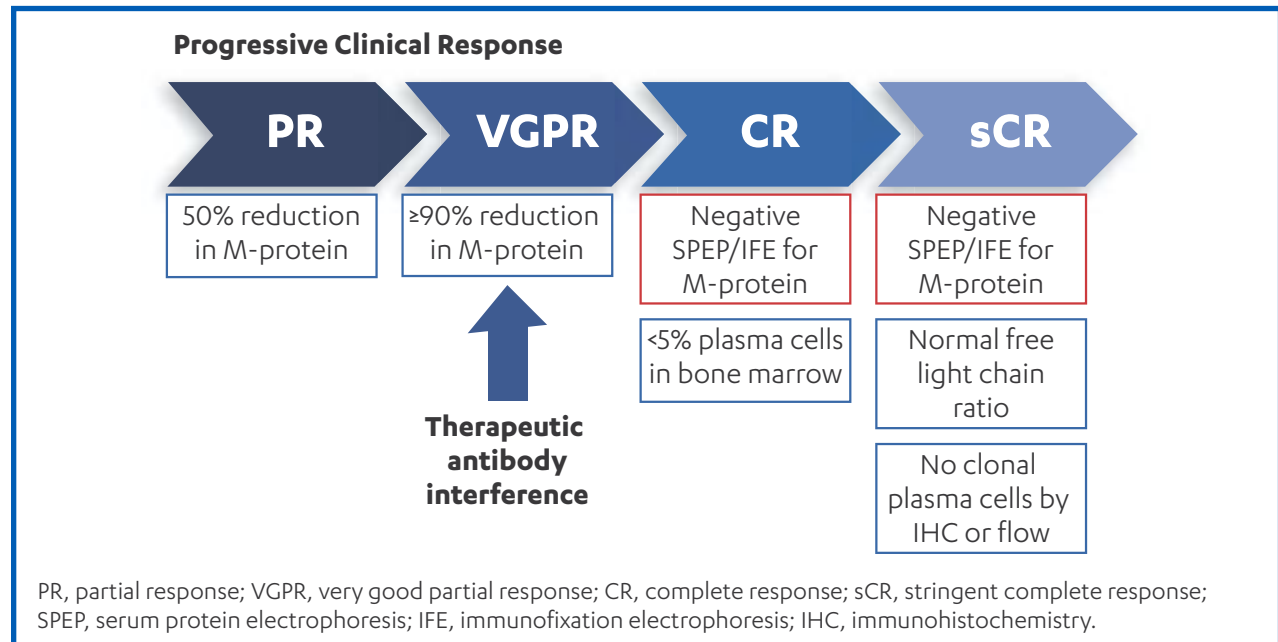 Progressive Clinical Response
PR
VGPR
CR
sCR
50% reduction
in M-protein
≥90% reduction
in M-protein
Negative
SPEP/IFE for
M-protein
Negative
SPEP/IFE for
M-protein
<5% plasma cells
in bone marrow
Normal free
light chain
ratio
Therapeutic
antibody
interference
No clonal
plasma cells by
IHC or flow
PR, partial response; VGPR, very good partial response; CR, complete response; sCR, stringent complete response;
SPEP, serum protein electrophoresis; IFE, immunofixation electrophoresis; IHC, immunohistochemistry.